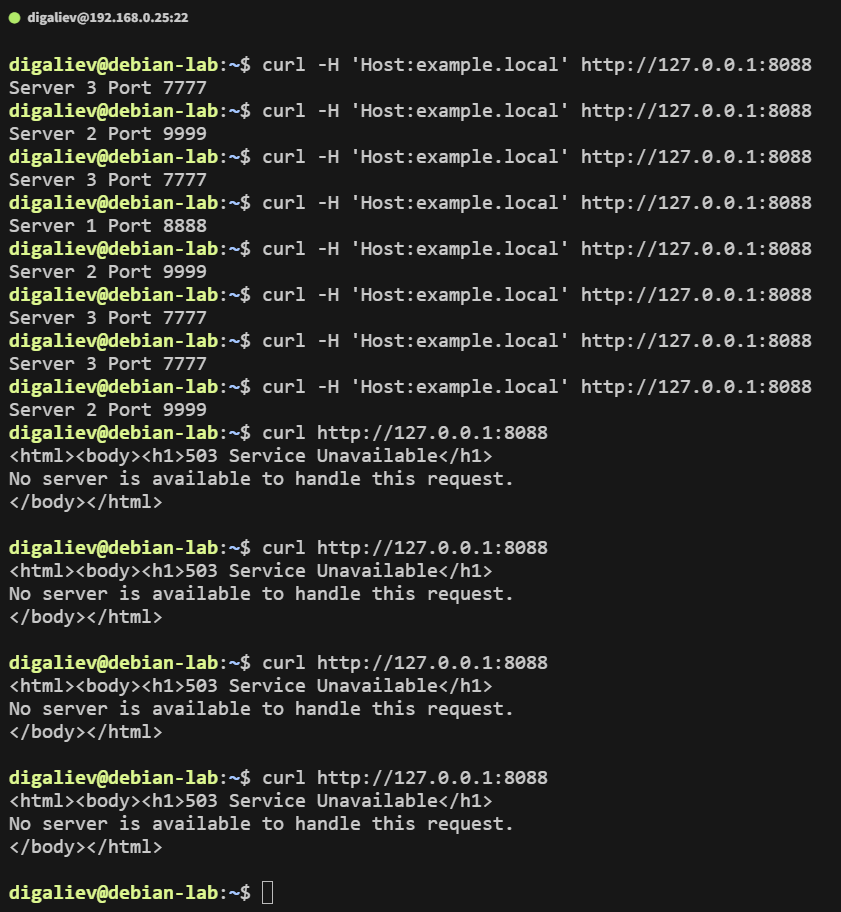 digaliev@192.168.0.25:22
digaliev@debian-lab:~$ curl -H 'Host:example.local' http://127.0.0.1:8088
Server 3 Port 7777
digaliev@debian-lab:~$ curl -H 'Host:example.local' http://127.0.0.1:8088
Server 2 Port 9999
digaliev@debian-lab:~$ curl -H 'Host:example.local' http://127.0.0.1:8088
Server 3 Port 7777
digaliev@debian-lab:~$ curl -H 'Host:example.local' http://127.0.0.1:8088
Server 1 Port 8888
digaliev@debian-lab:~$ curl -H 'Host:example.local' http://127.0.0.1:8088
Server 2 Port 9999
digaliev@debian-lab:~$ curl -H 'Host:example.local' http://127.0.0.1:8088
Server 3 Port 7777
digaliev@debian-lab:~$ curl -H 'Host:example.local' http://127.0.0.1:8088
Server 3 Port 7777
digaliev@debian-lab:~$ curl -H 'Host:example.local' http://127.0.0.1:8088
Server 2 Port 9999
digaliev@debian-lab:~$ curl http://127.0.0.1:8088
<html><body><h1>503 Service Unavailable</h1>
No server is available to handle this request.
</body></html>
digaliev@debian-lab:~$ curl http://127.0.0.1:8088
<html><body><h1>503 Service Unavailable</h1>
No server is available to handle this request.
</body></html>
digaliev@debian-lab:~$ curl http://127.0.0.1:8088
<html><body><h1>503 Service Unavailable</h1>
No server is available to handle this request.
</body></html>
digaliev@debian-lab:~$ curl http://127.0.0.1:8088
<html><body><h1>503 Service Unavailable</h1>
No server is available to handle this request.
</body></html>
digaliev@debian-lab:~$